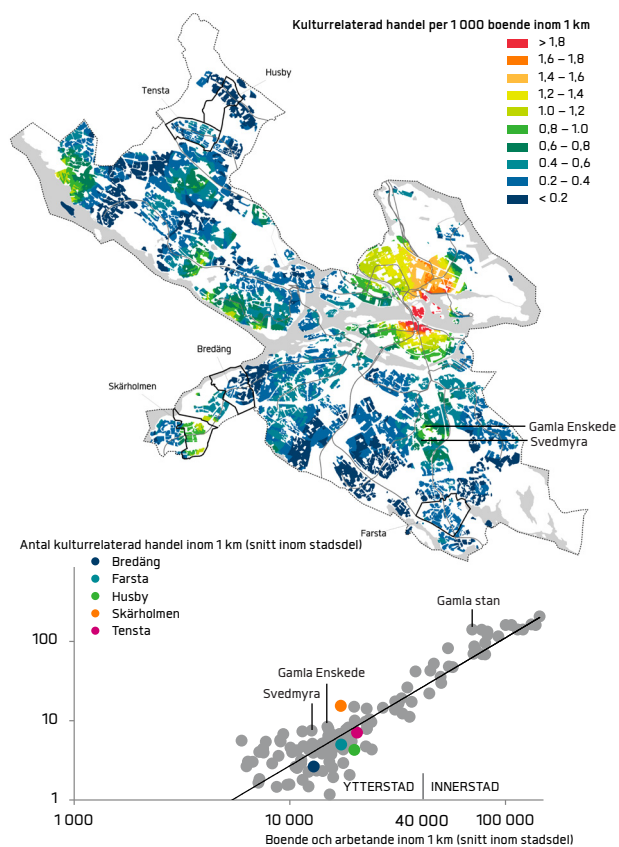 Kulturrelaterad handel per 1 000 boende inom 1 km
> 1,8
1,6 – 1,8
1,4 – 1,6
1,2 – 1,4
1.0 – 1,2
0,8 – 1.0
0,6 – 0,8
0.4 – 0,6
0.2 – 0.4
< 0.2
Husby
Tensta
Bredäng
Skärholmen
Gamla Enskede
Svedmyra
Farsta
Antal kulturrelaterad handel inom 1 km (snitt inom stadsdel)
Bredäng
Farsta
Husby
Skärholmen
Tensta
Gamla stan
Gamla Enskede
Svedmyra
100
10
1
YTTERSTAD
INNERSTAD
1 000
10 000
40 000
100 000
Boende och arbetande inom 1 km (snitt inom stadsdel)